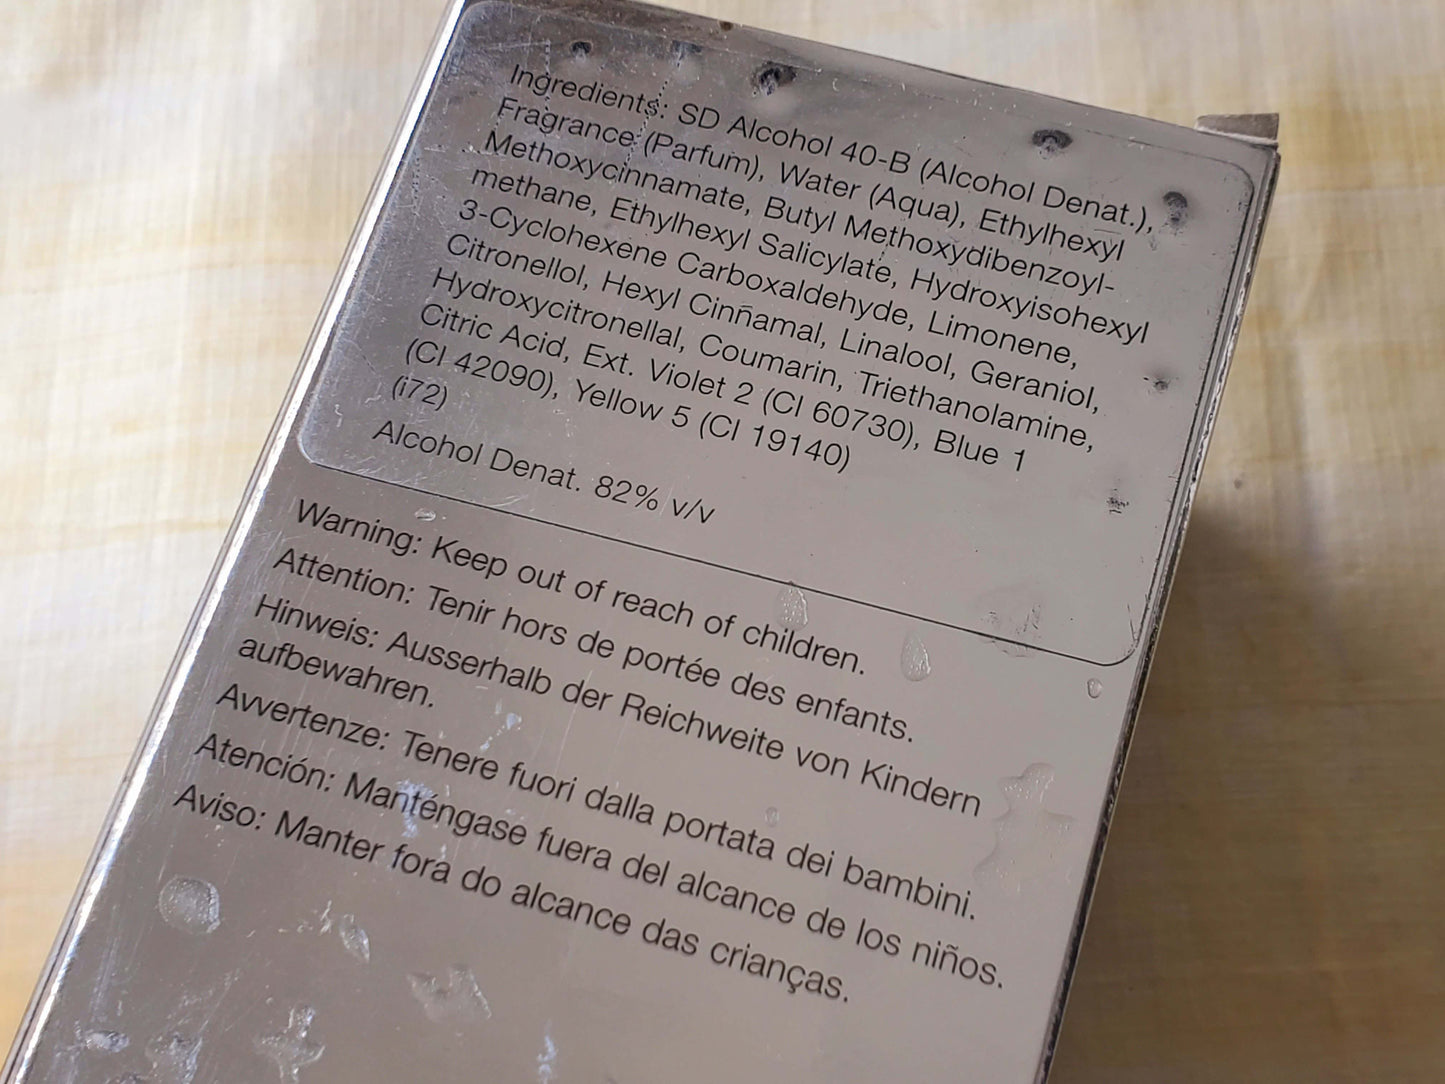 Ingredients: SD Alcohol 40-B (Alcohol Denat.),
Fragrance (Parfum), Water (Aqua), Ethylhexyl
Methoxycinnamate, Butyl Methoxydibenzoyl-
methane, Ethylhexyl Salicylate, Hydroxyisohexyl
3-Cyclohexene Carboxaldehyde, Limonene,
Citronellol, Hexyl Cinnamal, Linalool, Geraniol,
Hydroxycitronellal, Coumarin, Triethanolamine,
Citric Acid, Ext. Violet 2 (CI 60730), Blue 1
(CI 42090), Yellow 5 (CI 19140)
(i72)
Alcohol Denat. 82% v/v
Warning: Keep out of reach of children.
Attention: Tenir hors de portée des enfants.
Hinweis: Ausserhalb der Reichweite von Kindern
aufbewahren.
Avvertenze: Tenere fuori dalla portata dei bambini.
Atención: Manténgase fuera del alcance de los niños.
Aviso: Manter fora do alcance das crianças.